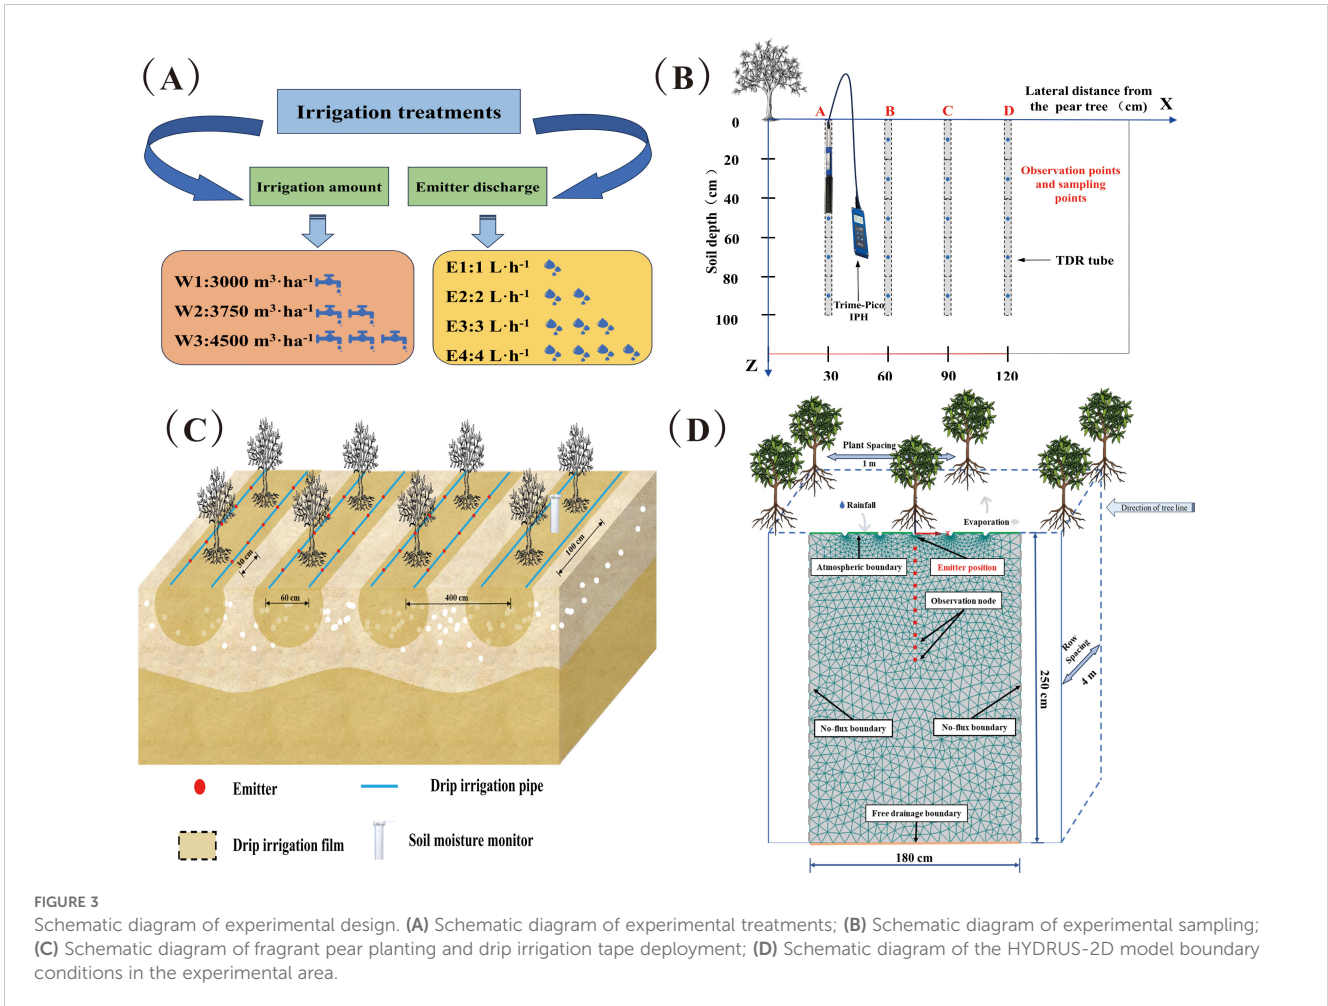 (A)
Irrigation treatments
Irrigation amount
Emitter discharge
W1:3000 m³·ha⁻¹
W2:3750 m³·ha⁻¹
W3:4500 m³·ha⁻¹
E1:1 L·h⁻¹
E2:2 L·h⁻¹
E3:3 L·h⁻¹
E4:4 L·h⁻¹
(B)
Lateral distance from
the pear tree (cm)
X
A
B
C
D
0
20
40
60
80
100
Soil depth (cm)
Observation points
and sampling
points
TDR tube
Trime-Pico
IPH
Z
30
60
90
120
(C)
30 cm
60 cm
400 cm
100 cm
Emitter
Drip irrigation pipe
Drip irrigation film
Soil moisture monitor
(D)
Plant Spacing
1 m
Rainfall
Evaporation
Direction of tree line
X
Atmospheric boundary
Emitter position
Observation node
Row
Spacing
4 m
250 cm
No-flux boundary
No-flux boundary
Free drainage boundary
180 cm
FIGURE 3
Schematic diagram of experimental design. (A) Schematic diagram of experimental treatments; (B) Schematic diagram of experimental sampling;
(C) Schematic diagram of fragrant pear planting and drip irrigation tape deployment; (D) Schematic diagram of the HYDRUS-2D model boundary
conditions in the experimental area.